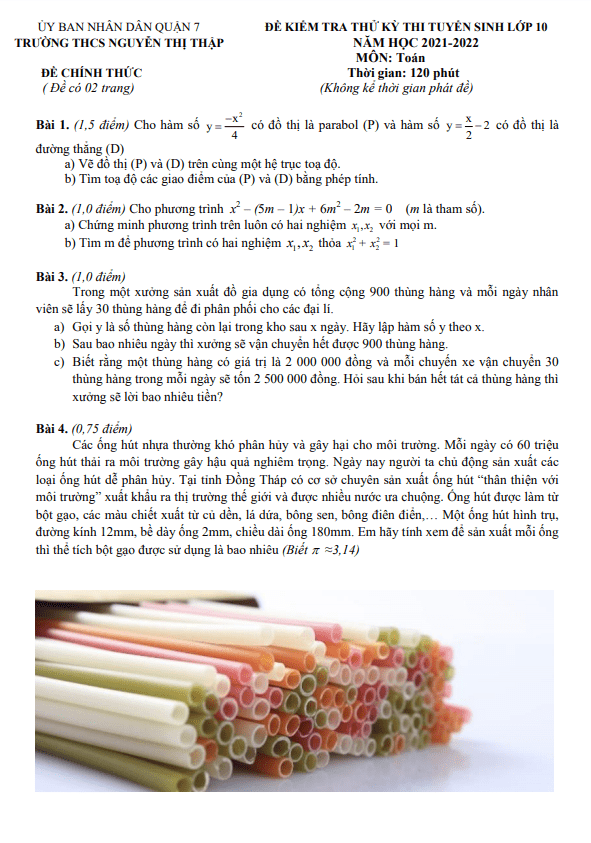 ỦY BAN NHÂN DÂN QUẬN 7
TRƯỜNG THCS NGUYỄN THỊ THẬP
ĐỀ CHÍNH THỨC
( Đề có 02 trang)
ĐỀ KIỂM TRA THỬ KỲ THI TUYỂN SINH LỚP 10
NĂM HỌC 2021-2022
MÔN: Toán
Thời gian: 120 phút
(Không kể thời gian phát đề)
Bài 1. (1,5 điểm) Cho hàm số y = −x²/4 có đồ thị là parabol (P) và hàm số y = x/2 − 2 có đồ thị là
đường thẳng (D)
a) Vẽ đồ thị (P) và (D) trên cùng một hệ trục toạ độ.
b) Tìm toạ độ các giao điểm của (P) và (D) bằng phép tính.
Bài 2. (1,0 điểm) Cho phương trình x² – (5m – 1)x + 6m² – 2m = 0 (m là tham số).
a) Chứng minh phương trình trên luôn có hai nghiệm x₁, x₂ với mọi m.
b) Tìm m để phương trình có hai nghiệm x₁, x₂ thỏa x₁² + x₂² = 1
Bài 3. (1,0 điểm)
Trong một xưởng sản xuất đồ gia dụng có tổng cộng 900 thùng hàng và mỗi ngày nhân
viên sẽ lấy 30 thùng hàng để đi phân phối cho các đại lí.
a) Gọi y là số thùng hàng còn lại trong kho sau x ngày. Hãy lập hàm số y theo x.
b) Sau bao nhiêu ngày thì xưởng sẽ vận chuyển hết được 900 thùng hàng.
c) Biết rằng một thùng hàng có giá trị là 2 000 000 đồng và mỗi chuyến xe vận chuyển 30
thùng hàng trong mỗi ngày sẽ tốn 2 500 000 đồng. Hỏi sau khi bán hết tát cả thùng hàng thì
xưởng sẽ lời bao nhiêu tiền?
Bài 4. (0,75 điểm)
Các ống hút nhựa thường khó phân hủy và gây hại cho môi trường. Mỗi ngày có 60 triệu
ống hút thải ra môi trường gây hậu quả nghiêm trọng. Ngày nay người ta chủ động sản xuất các
loại ống hút dễ phân hủy. Tại tỉnh Đồng Tháp có cơ sở chuyên sản xuất ống hút “thân thiện với
môi trường” xuất khẩu ra thị trường thế giới và được nhiều nước ưa chuộng. Ống hút được làm từ
bột gạo, các màu chiết xuất từ củ dền, lá dứa, bông sen, bông điên điển,… Một ống hút hình trụ,
đường kính 12mm, bề dày ống 2mm, chiều dài ống 180mm. Em hãy tính xem để sản xuất mỗi ống
thì thể tích bột gạo được sử dụng là bao nhiêu (Biết π ≈3,14)